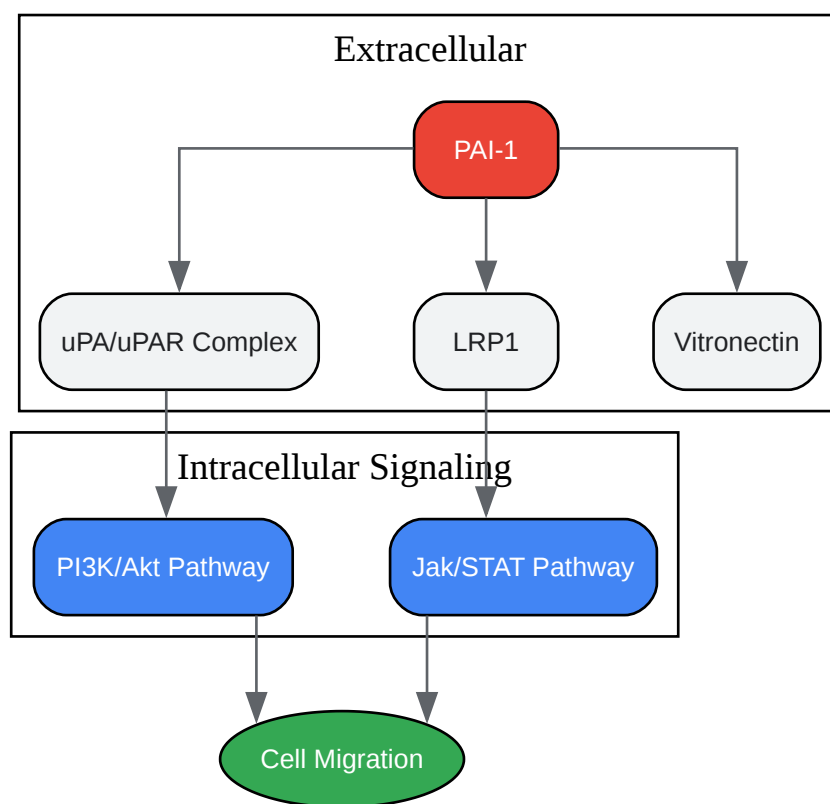 Extracellular
PAI-1
uPA/uPAR Complex
LRP1
Vitronectin
Intracellular Signaling
PI3K/Akt Pathway
Jak/STAT Pathway
Cell Migration